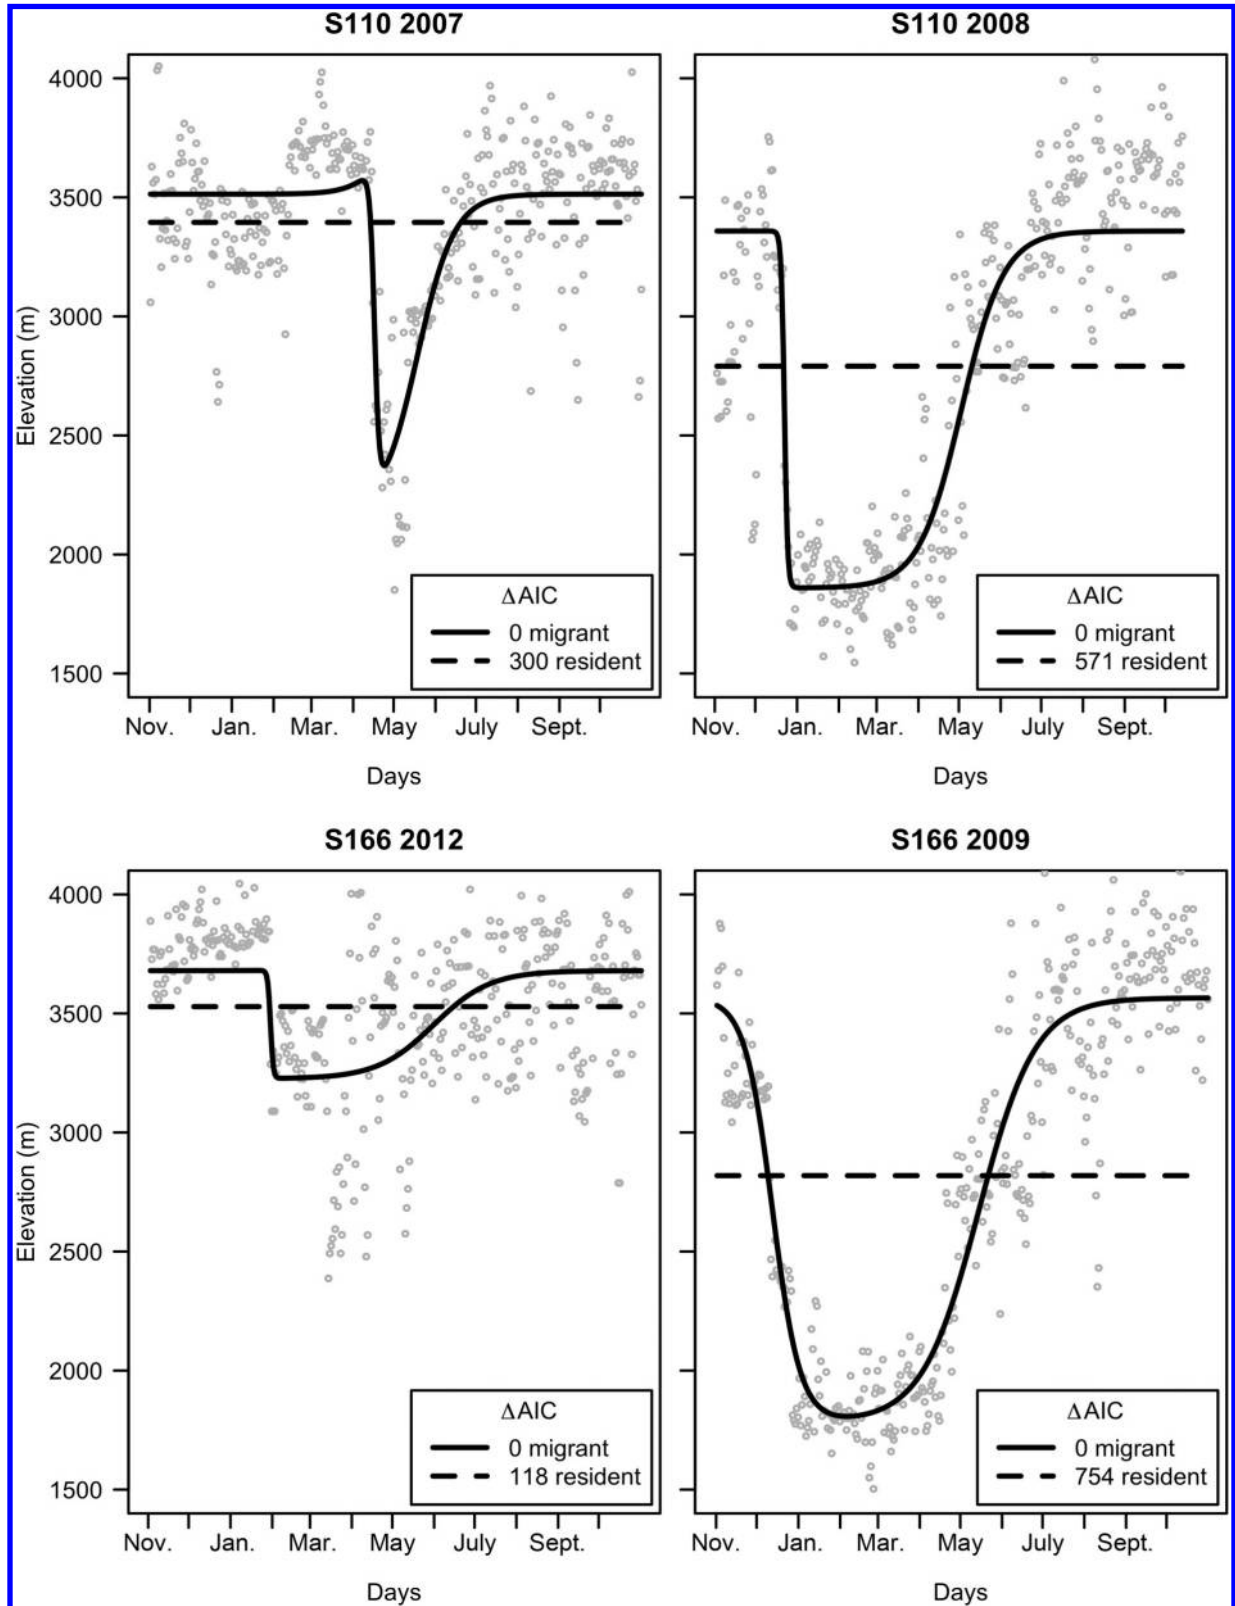 S110 2007
S110 2008
Elevation (m)
4000
3500
3000
2500
2000
1500
ΔAIC
0 migrant
300 resident
ΔAIC
0 migrant
571 resident
Nov. Jan. Mar. May July Sept.
Nov. Jan. Mar. May July Sept.
Days
Days
S166 2012
S166 2009
Elevation (m)
4000
3500
3000
2500
2000
1500
ΔAIC
0 migrant
118 resident
ΔAIC
0 migrant
754 resident
Nov. Jan. Mar. May July Sept.
Nov. Jan. Mar. May July Sept.
Days
Days